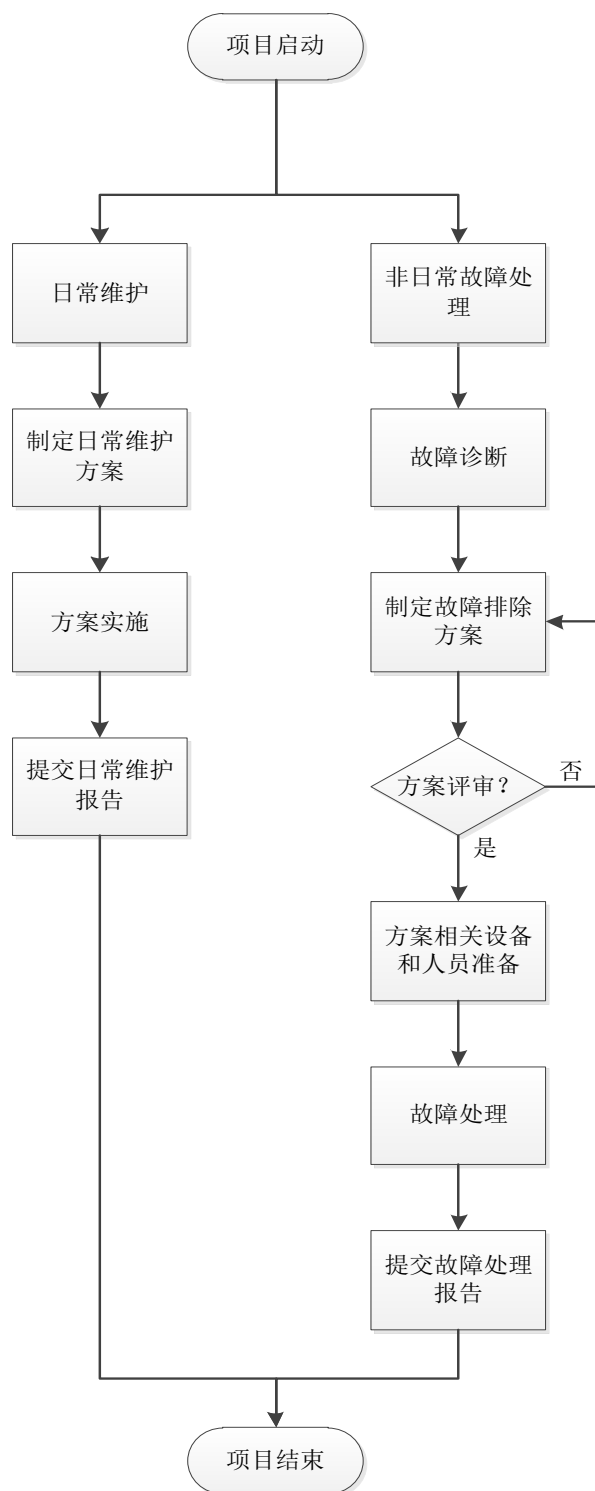 项目启动
日常维护
非日常故障处
理
制定日常维护
方案
故障诊断
方案实施
制定故障排除
方案
提交日常维护
报告
方案评审？
否
是
方案相关设备
和人员准备
故障处理
提交故障处理
报告
项目结束